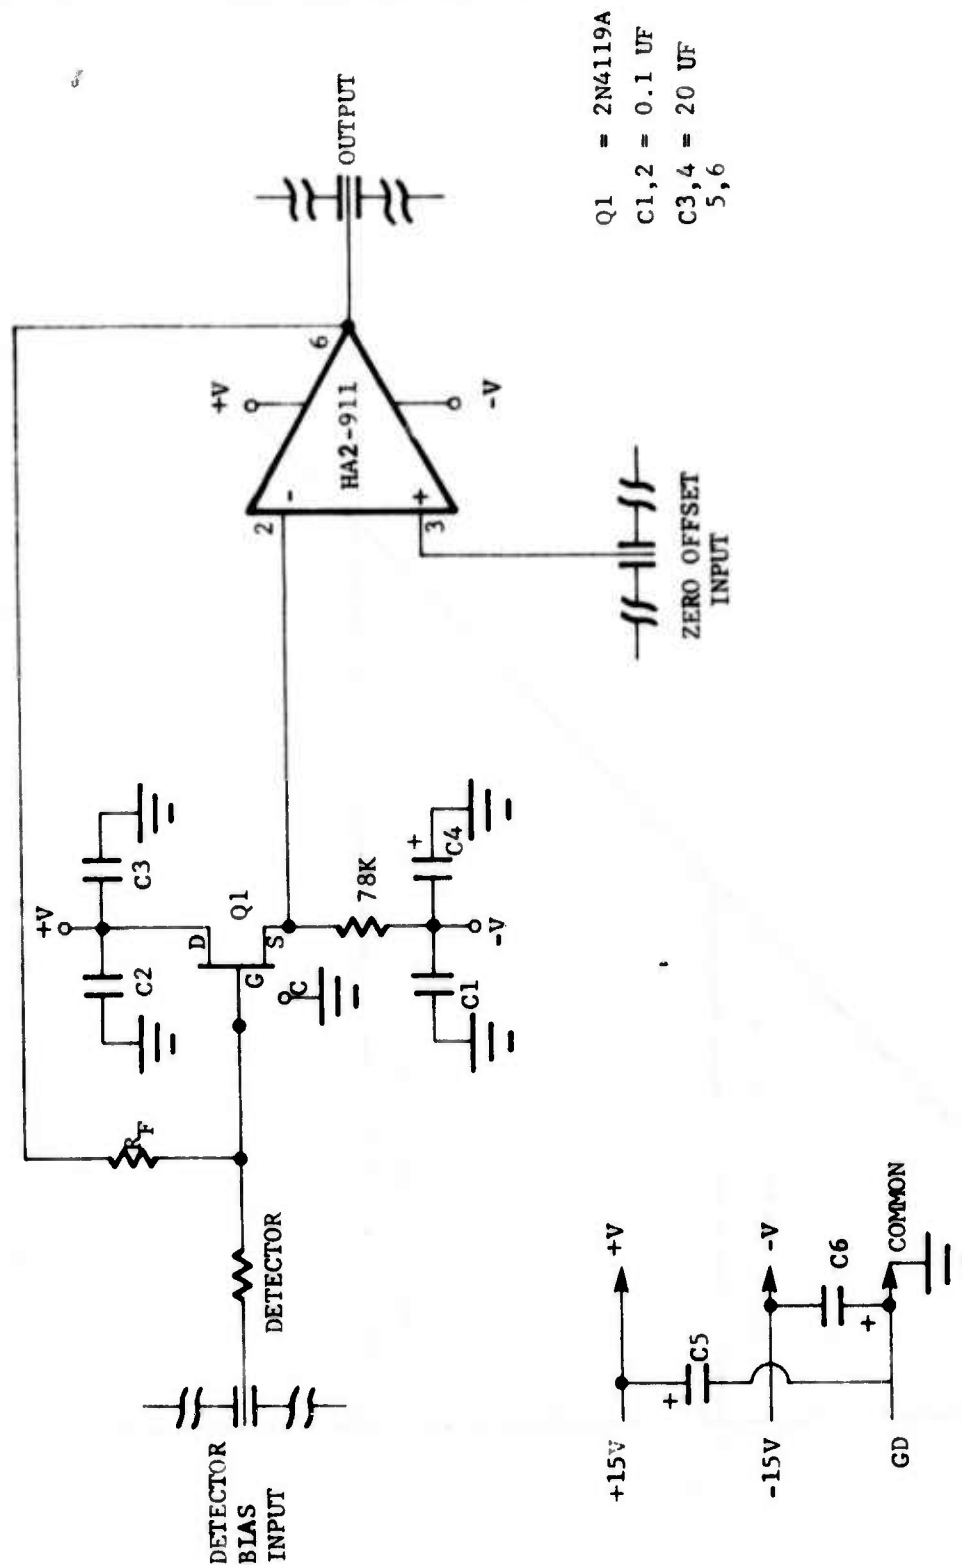 +V
C2
C3
D
Q1
G
S
C
78K
+
C4
C1
-V
R
F
DETECTOR
BIAS
INPUT
DETECTOR
2
-
HA2-911
+
3
6
+V
-V
OUTPUT
ZERO OFFSET
INPUT
Q1 = 2N4119A
C1,2 = 0.1 UF
C3,4 = 20 UF
5,6
+15V
+V
+
C5
-15V
-V
C6
+
GD
COMMON